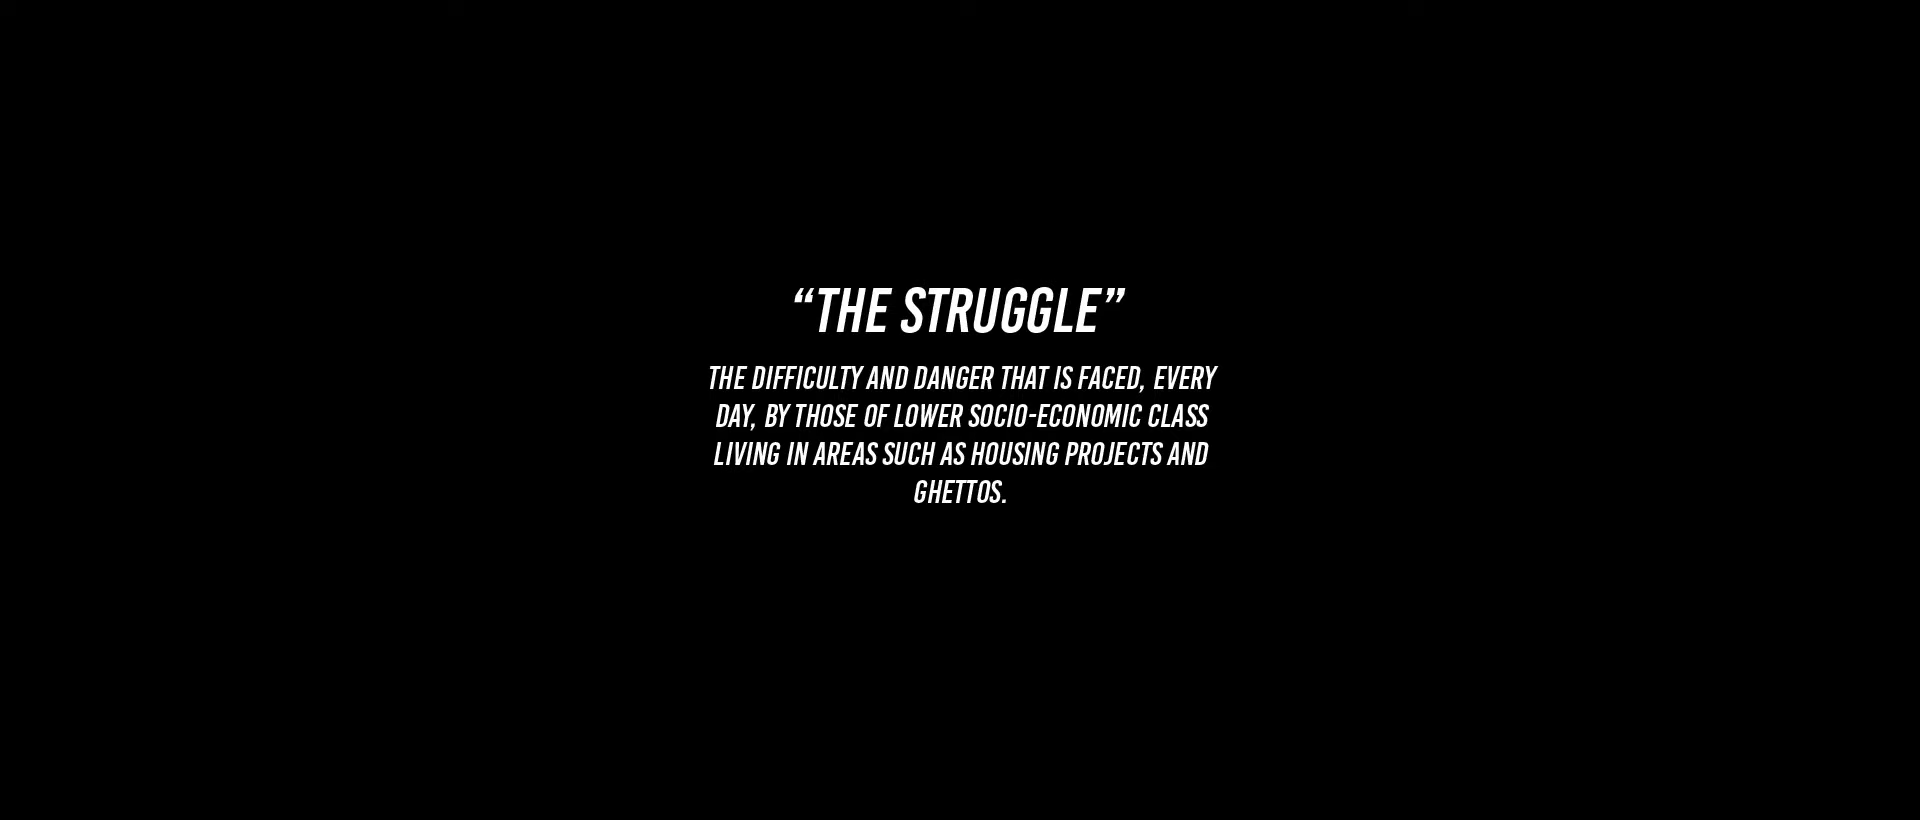 “THE STRUGGLE”
THE DIFFICULTY AND DANGER THAT IS FACED, EVERY
DAY, BY THOSE OF LOWER SOCIO-ECONOMIC CLASS
LIVING IN AREAS SUCH AS HOUSING PROJECTS AND
GHETTOS.